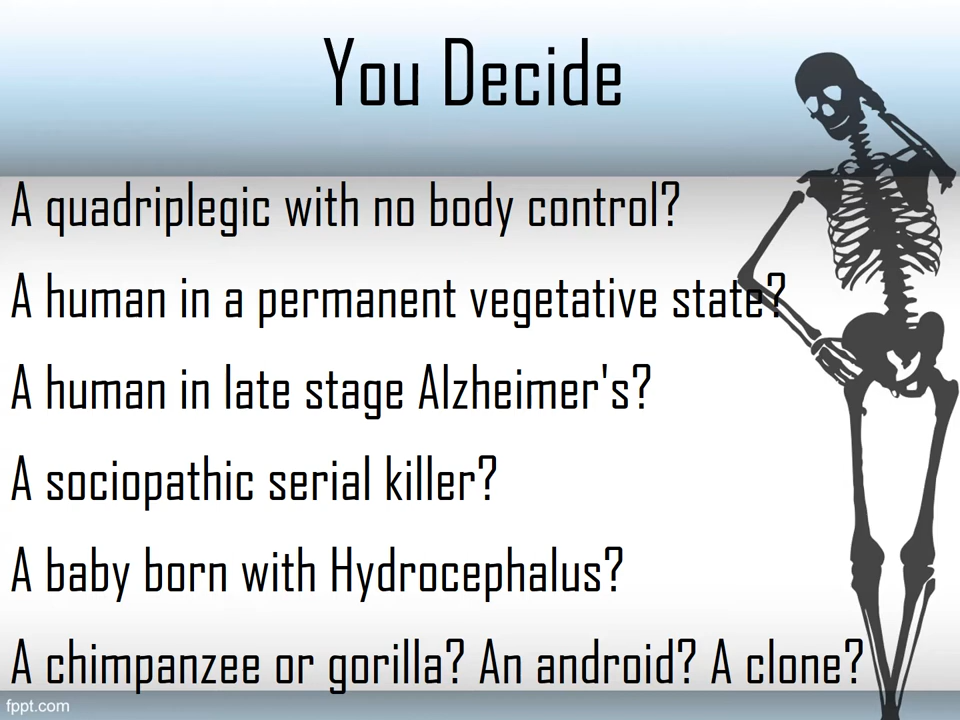 You Decide
A quadriplegic with no body control?
A human in a permanent vegetative state?
A human in late stage Alzheimer's?
A sociopathic serial killer?
A baby born with Hydrocephalus?
A chimpanzee or gorilla? An android? A clone?
fppt.com